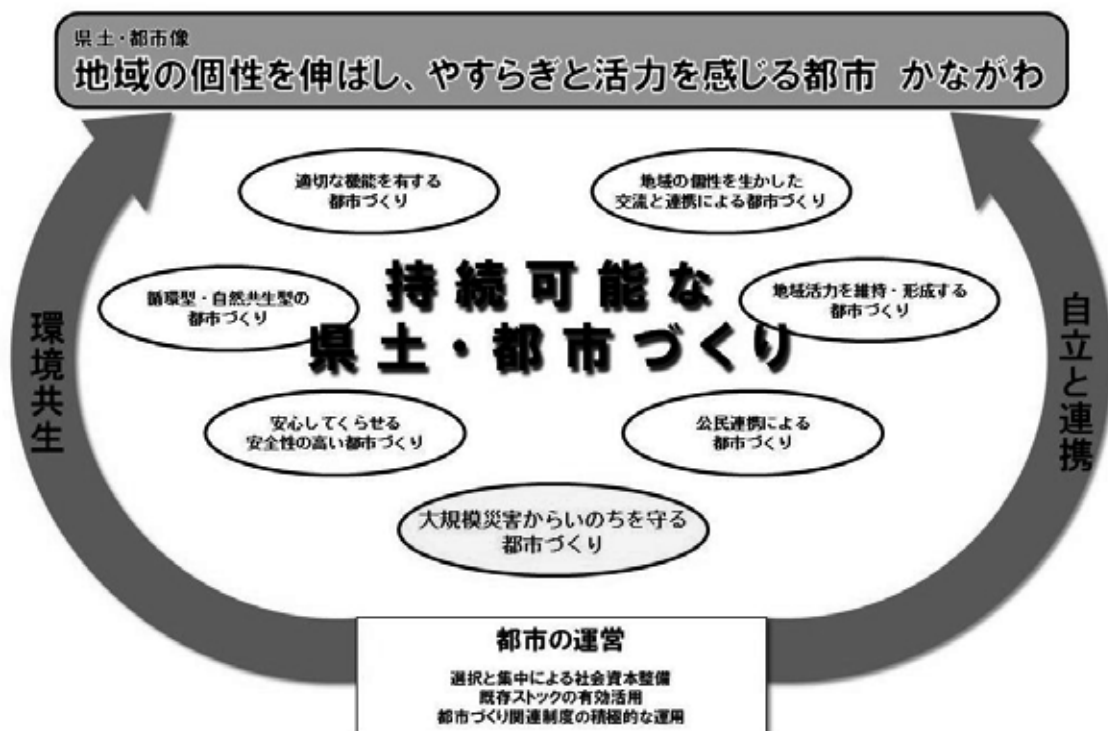 県土・都市像
地域の個性を伸ばし、やすらぎと活力を感じる都市 かながわ
適切な機能を有する
都市づくり
地域の個性を生かした
交流と連携による都市づくり
持続可能な
県土・都市づくり
循環型・自然共生型の
都市づくり
地域活力を維持・形成する
都市づくり
環境共生
自立と連携
安心してくらせる
安全性の高い都市づくり
公民連携による
都市づくり
大規模災害からいのちを守る
都市づくり
都市の運営
選択と集中による社会資本整備
既存ストックの有効活用
都市づくり関連制度の積極的な運用